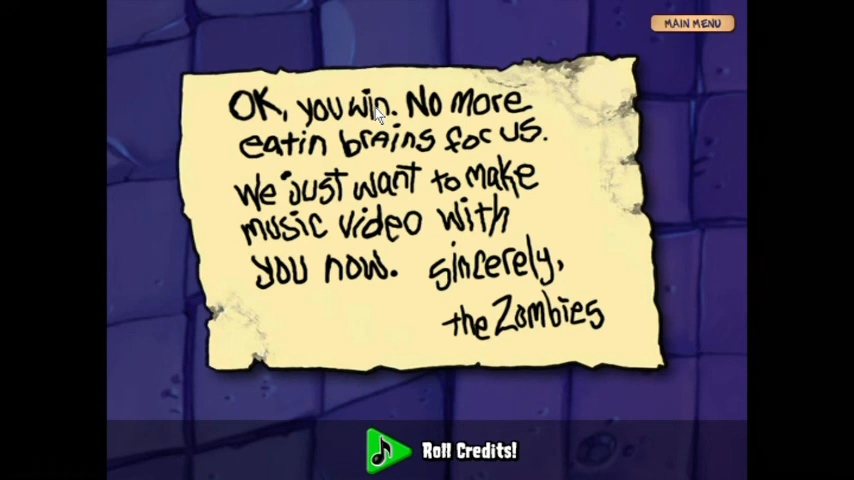 MAIN MENU
OK, you win. No More
eatin brains for us.
We just want to make
music video with
you now. sincerely,
the Zombies
Roll Credits!